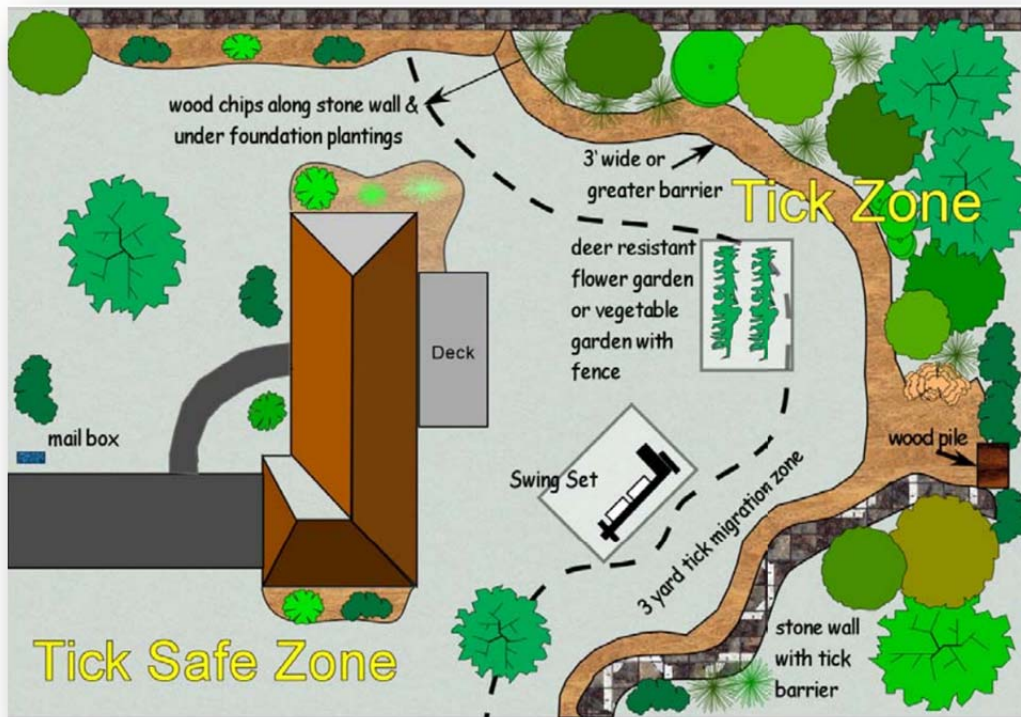 wood chips along stone wall &
under foundation plantings
3' wide or
greater barrier
Tick Zone
deer resistant
flower garden
or vegetable
garden with
fence
Deck
mail box
wood pile
Swing Set
3 yard tick migration zone
stone wall
with tick
barrier
Tick Safe Zone